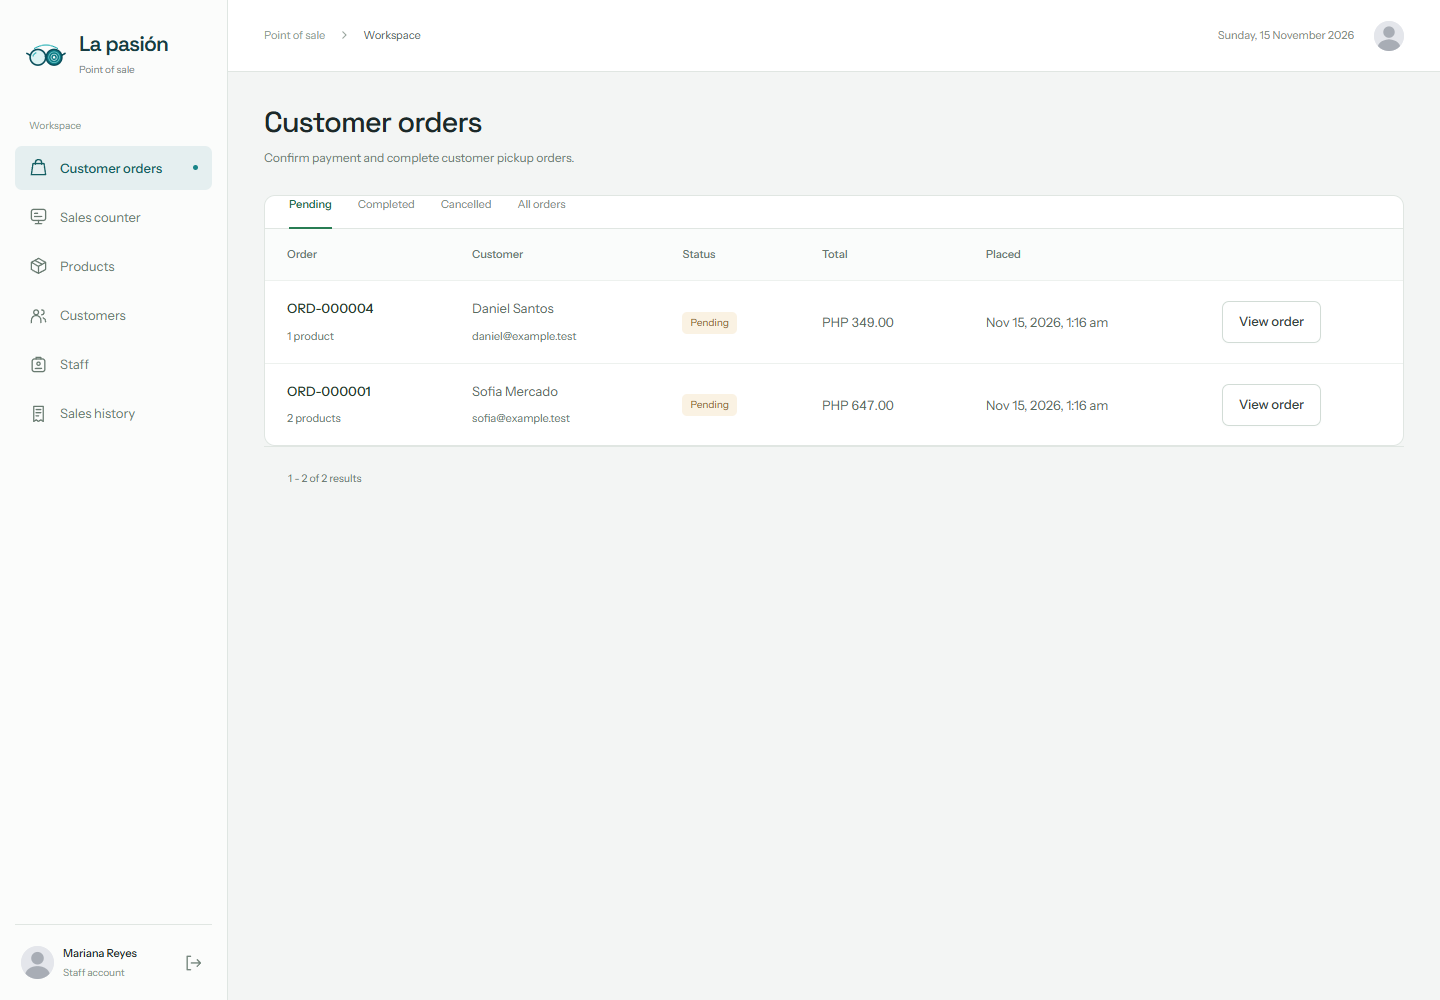 La pasión
Point of sale
Workspace
Customer orders
Sales counter
Products
Customers
Staff
Sales history
Mariana Reyes
Staff account
Point of sale > Workspace
Sunday, 15 November 2026
Customer orders
Confirm payment and complete customer pickup orders.
Pending Completed Cancelled All orders
Order Customer Status Total Placed
ORD-000004 Daniel Santos Pending PHP 349.00 Nov 15, 2026, 1:16 am View order
1 product daniel@example.test
ORD-000001 Sofia Mercado Pending PHP 647.00 Nov 15, 2026, 1:16 am View order
2 products sofia@example.test
1 - 2 of 2 results